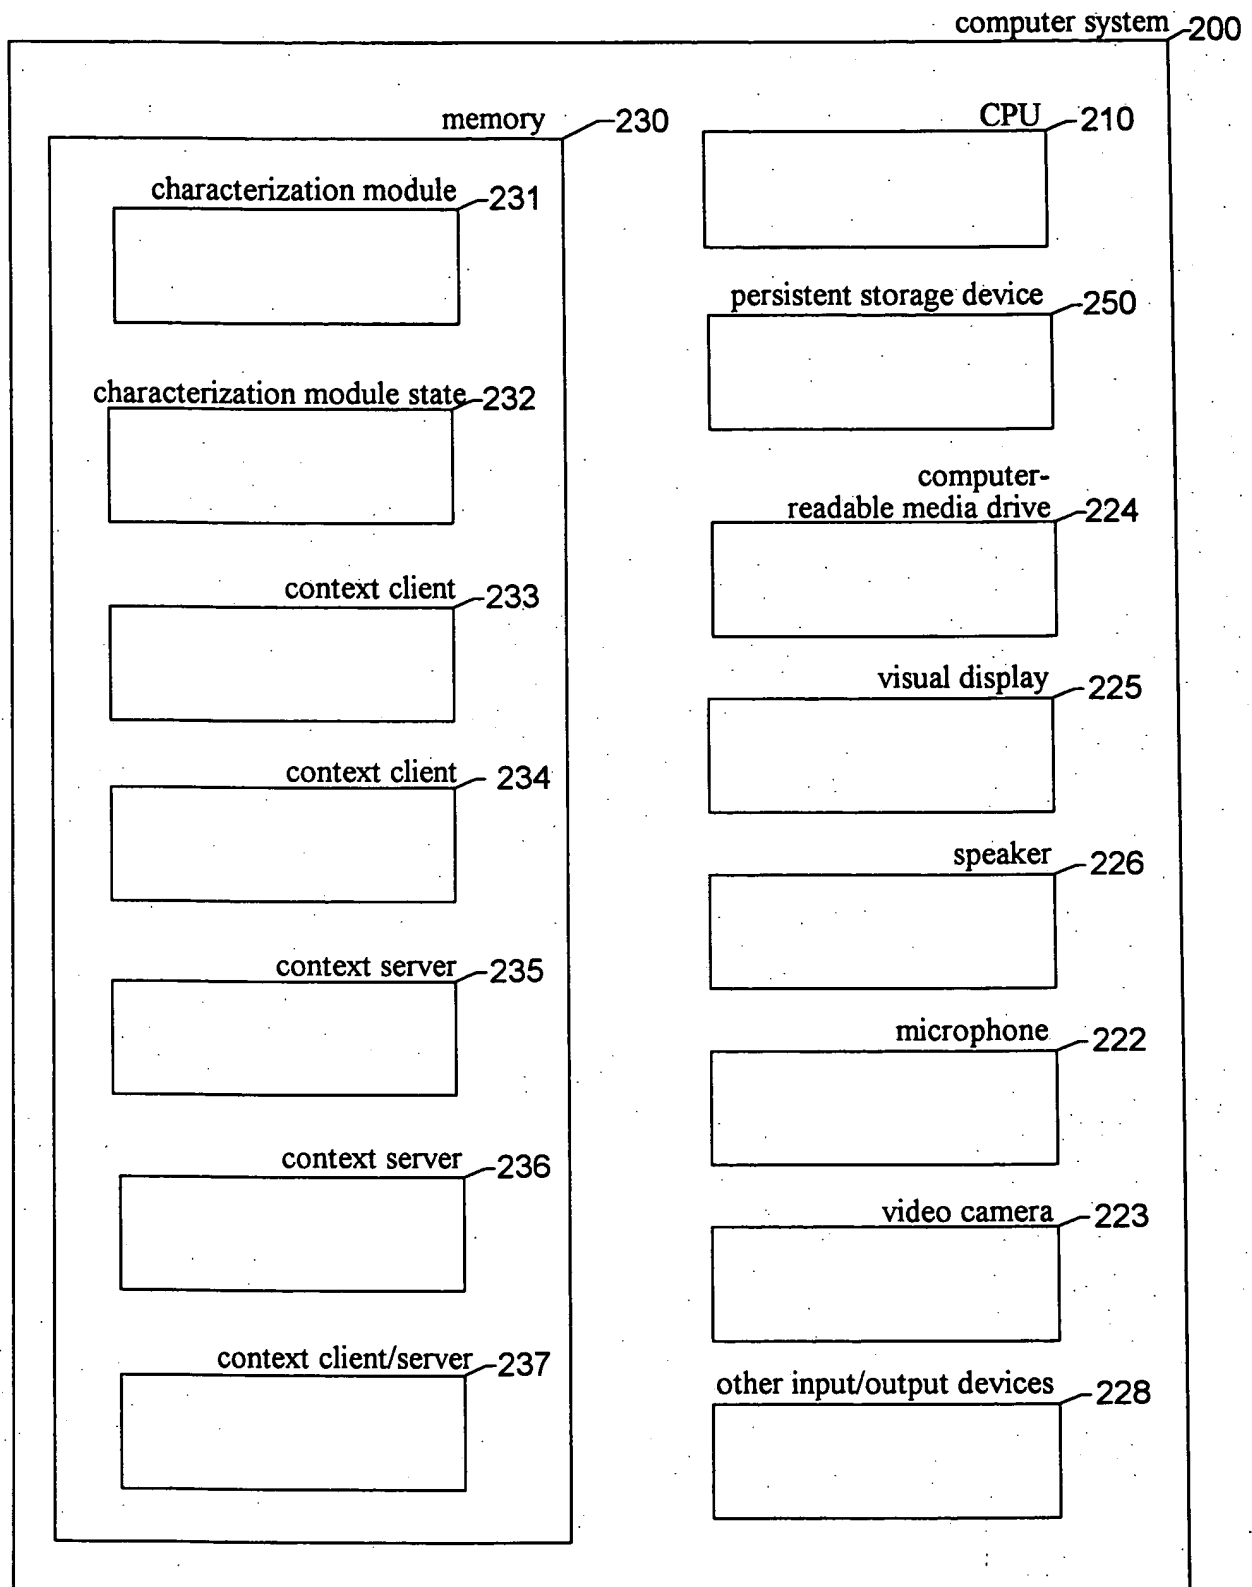 computer system 200
memory 230
characterization module 231
characterization module state 232
context client 233
context client 234
context server 235
context server 236
context client/server 237
CPU 210
persistent storage device 250
computer-
readable media drive 224
visual display 225
speaker 226
microphone 222
video camera 223
other input/output devices 228